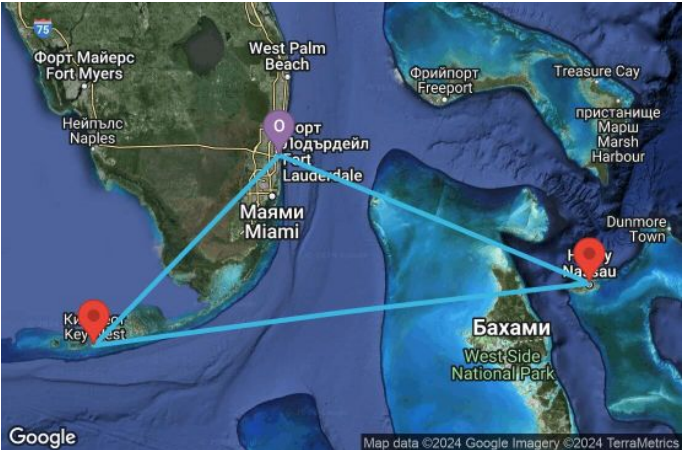 75
Форт Майерс
Fort Myers
West Palm
Beach
Фрийпорт
Freeport
Treasure Cay
пристанище
Марш
Marsh
Harbour
Нейпълс
Naples
O
Лодърдейл
Fort
Lauderdale
Маями
Miami
Dunmore
Town
Nassau
Бахами
West Side
National Park
Google
Map data ©2024 Google Imagery ©2024 TerraMetrics